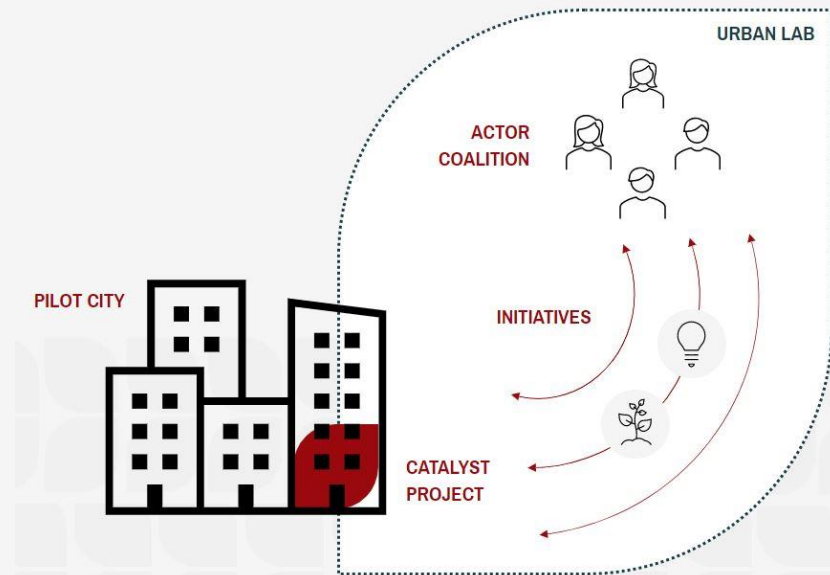 URBAN LAB
ACTOR
COALITION
PILOT CITY
INITIATIVES
CATALYST
PROJECT